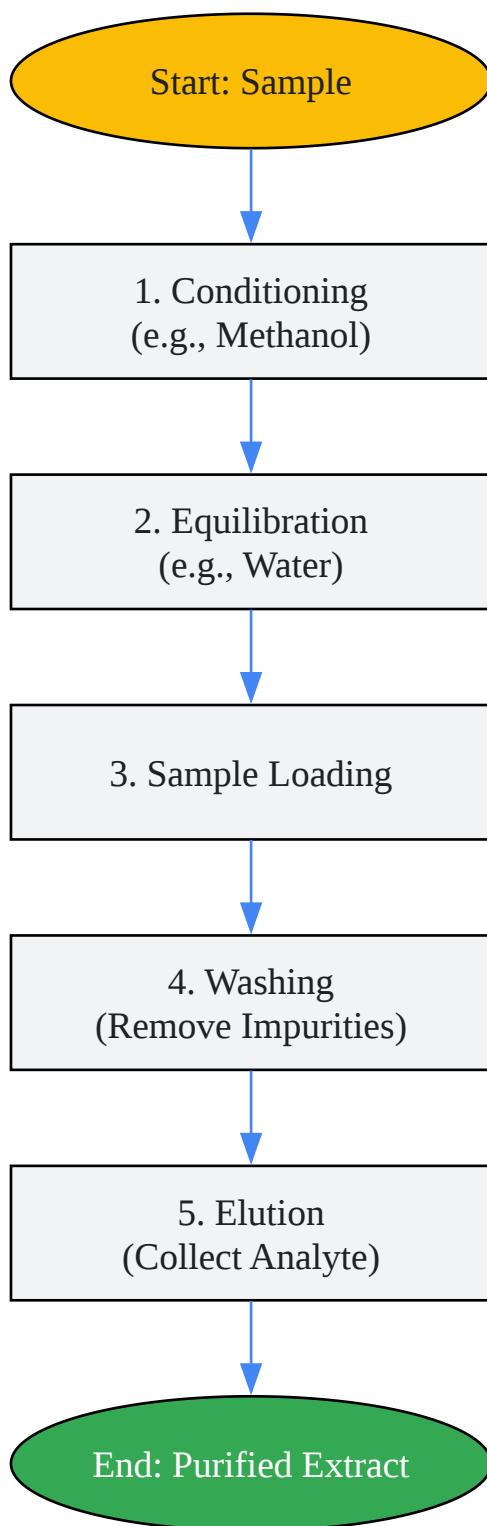 Start: Sample
1. Conditioning
(e.g., Methanol)
2. Equilibration
(e.g., Water)
3. Sample Loading
4. Washing
(Remove Impurities)
5. Elution
(Collect Analyte)
End: Purified Extract